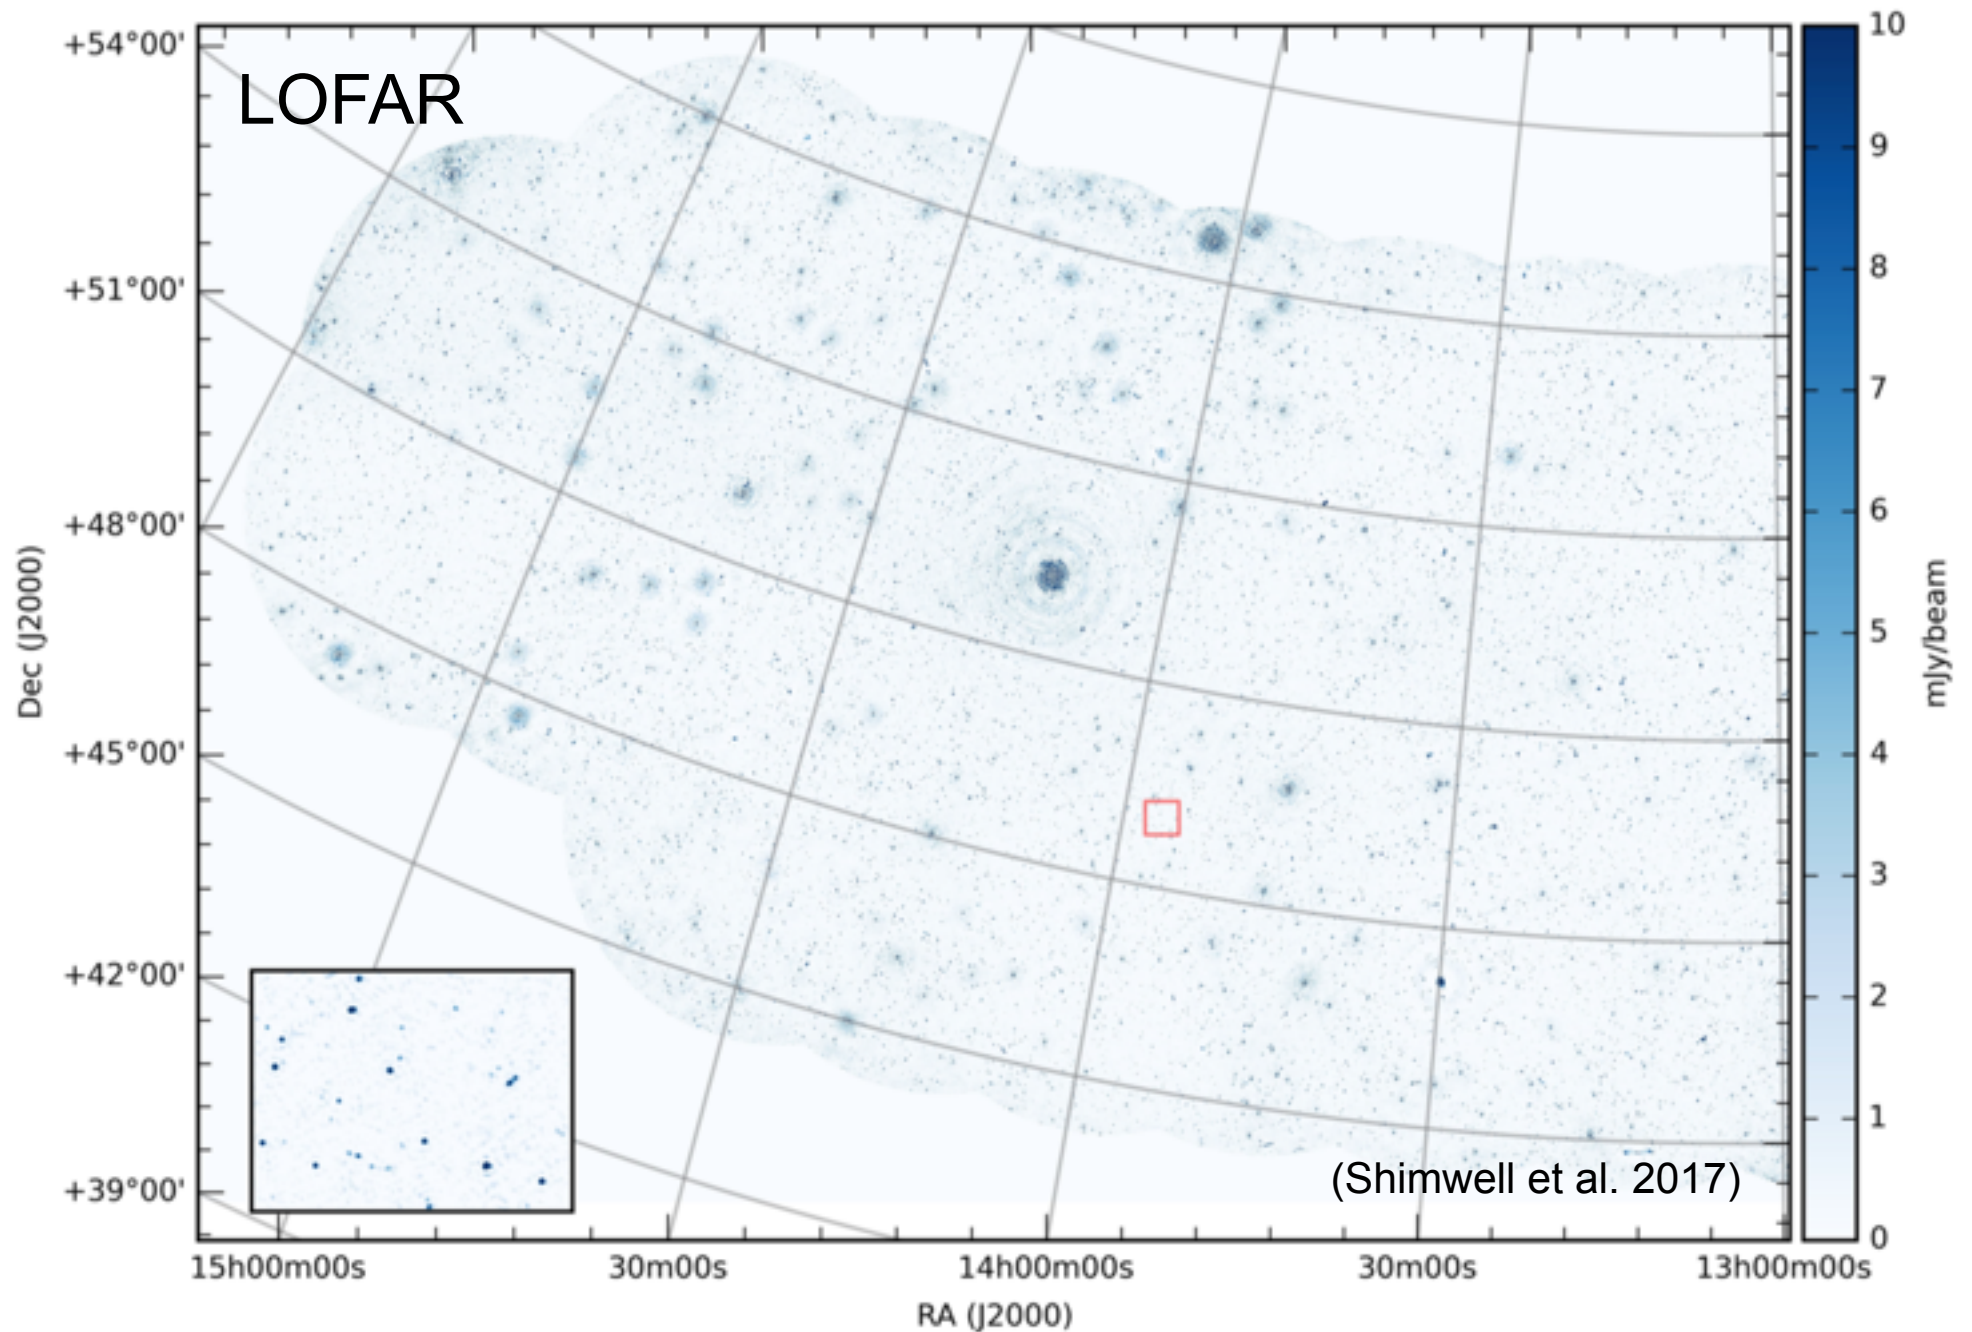 LOFAR
+54°00'
+51°00'
+48°00'
+45°00'
+42°00'
+39°00'
Dec (J2000)
10
9
8
7
6
5
4
3
2
1
0
mJy/beam
(Shimwell et al. 2017)
15h00m00s 30m00s 14h00m00s 30m00s 13h00m00s
RA (J2000)